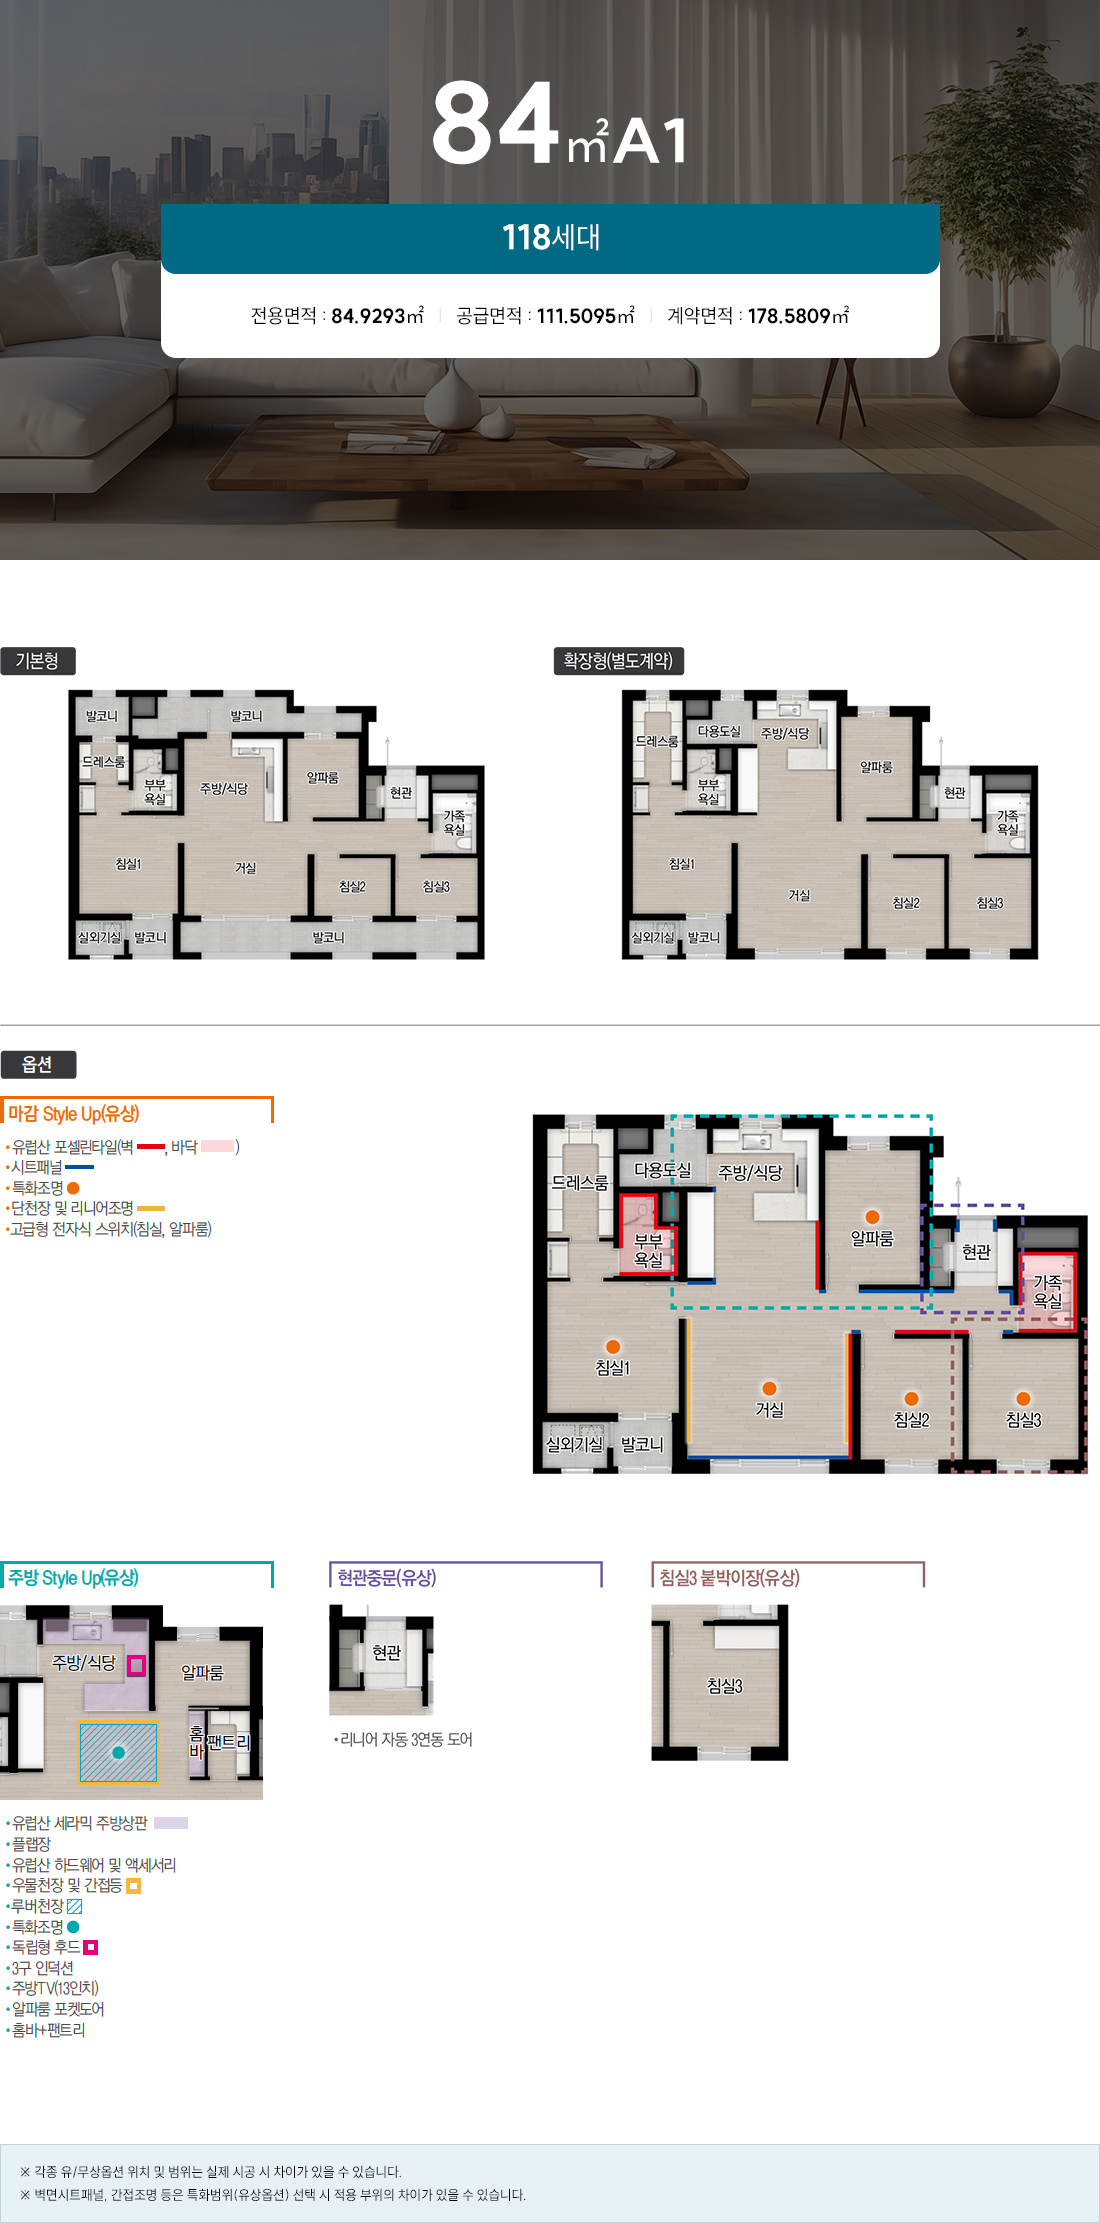 84㎡A1
118세대
전용면적 : 84.9293㎡ | 공급면적 : 111.5095㎡ | 계약면적 : 178.5809㎡
기본형
발코니
발코니
드레스룸
부부
욕실
주방/식당
알파룸
현관
가족
욕실
침실1
거실
침실2
침실3
실외기실
발코니
발코니
확장형(별도계약)
드레스룸
다용도실
주방/식당
알파룸
부부
욕실
현관
가족
욕실
침실1
거실
침실2
침실3
실외기실
발코니
옵션
마감 Style Up(유상)
•유럽산 포셀린타일(벽 , 바닥 )
•시트패널
•특화조명
•단천장 및 리니어조명
•고급형 전자식 스위치(침실, 알파룸)
드레스룸
다용도실
주방/식당
부부
욕실
알파룸
현관
가족
욕실
침실1
거실
침실2
침실3
실외기실
발코니
주방 Style Up(유상)
주방/식당
알파룸
홈
바
팬트리
•유럽산 세라믹 주방상판
•플랩장
•유럽산 하드웨어 및 액세서리
•우물천장 및 간접등
•루버천장
•특화조명
•독립형 후드
•3구 인덕션
•주방TV(13인치)
•알파룸 포켓도어
•홈바+팬트리
현관중문(유상)
현관
•리니어 자동 3연동 도어
침실3 붙박이장(유상)
침실3
※ 각종 유/무상옵션 위치 및 범위는 실제 시공 시 차이가 있을 수 있습니다.
※ 벽면시트패널, 간접조명 등은 특화범위(유상옵션) 선택 시 적용 부위의 차이가 있을 수 있습니다.